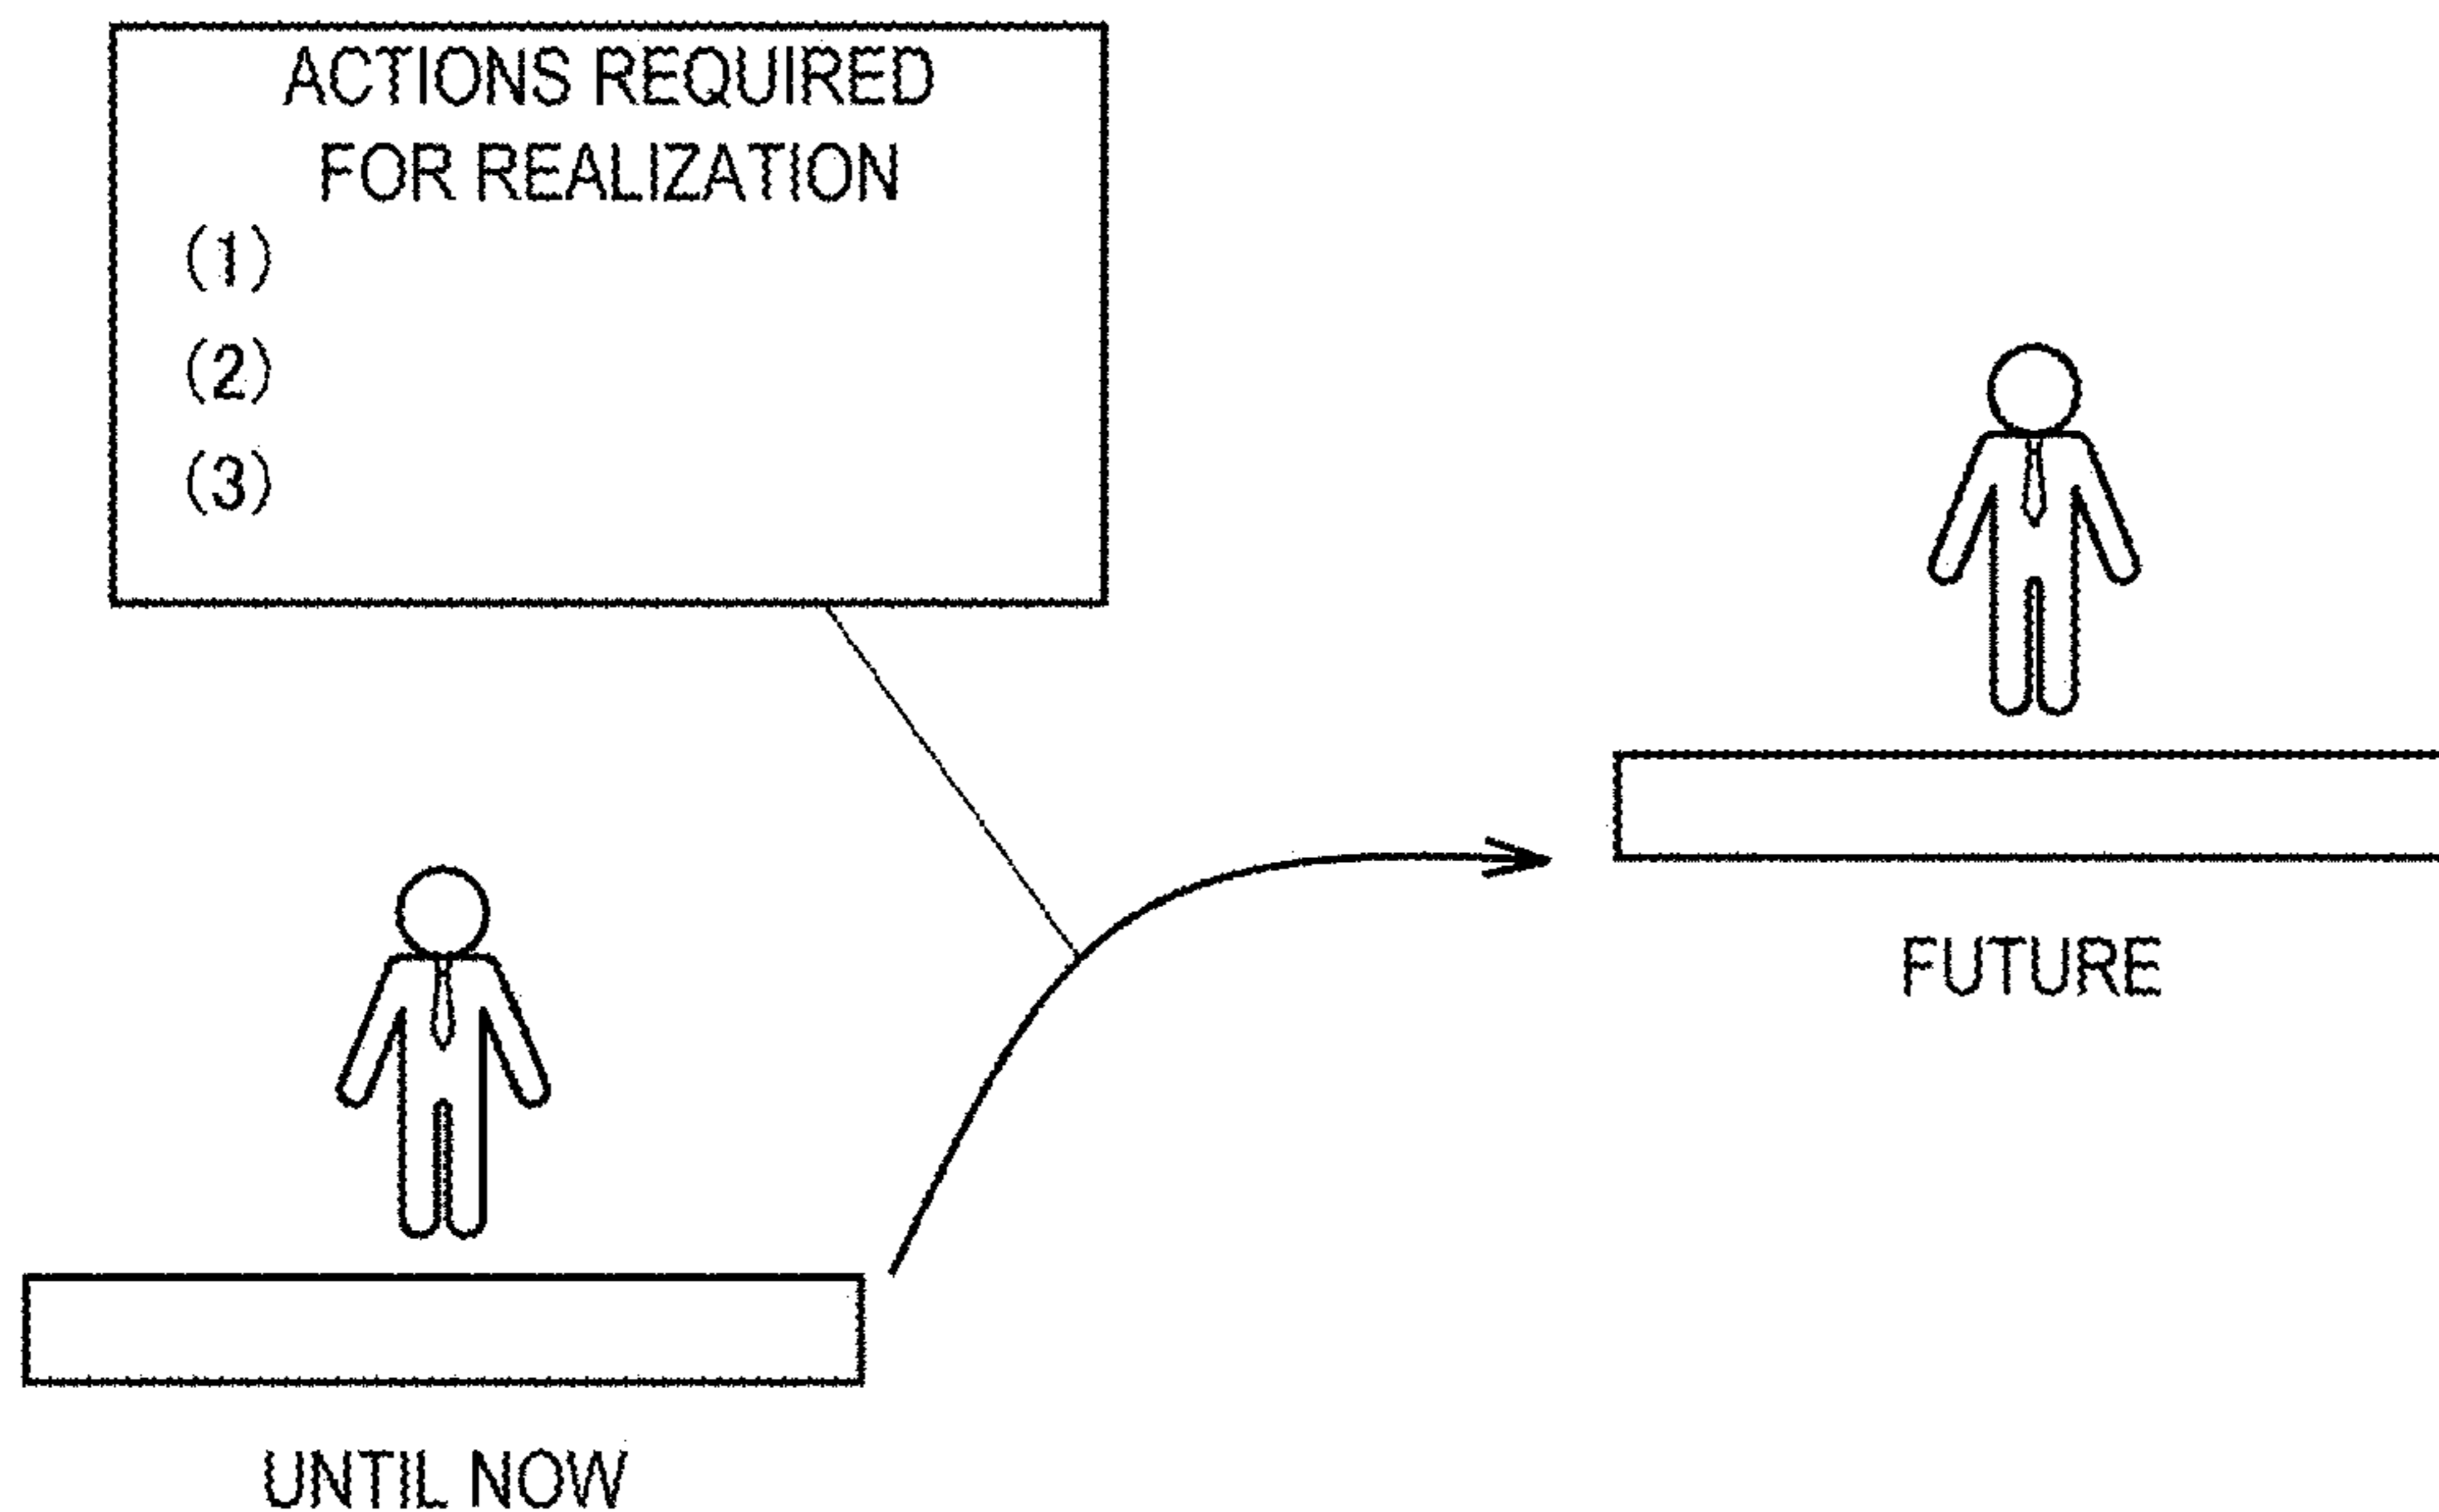 ACTIONS REQUIRED
FOR REALIZATION
(1)
(2)
(3)
FUTURE
UNTIL NOW